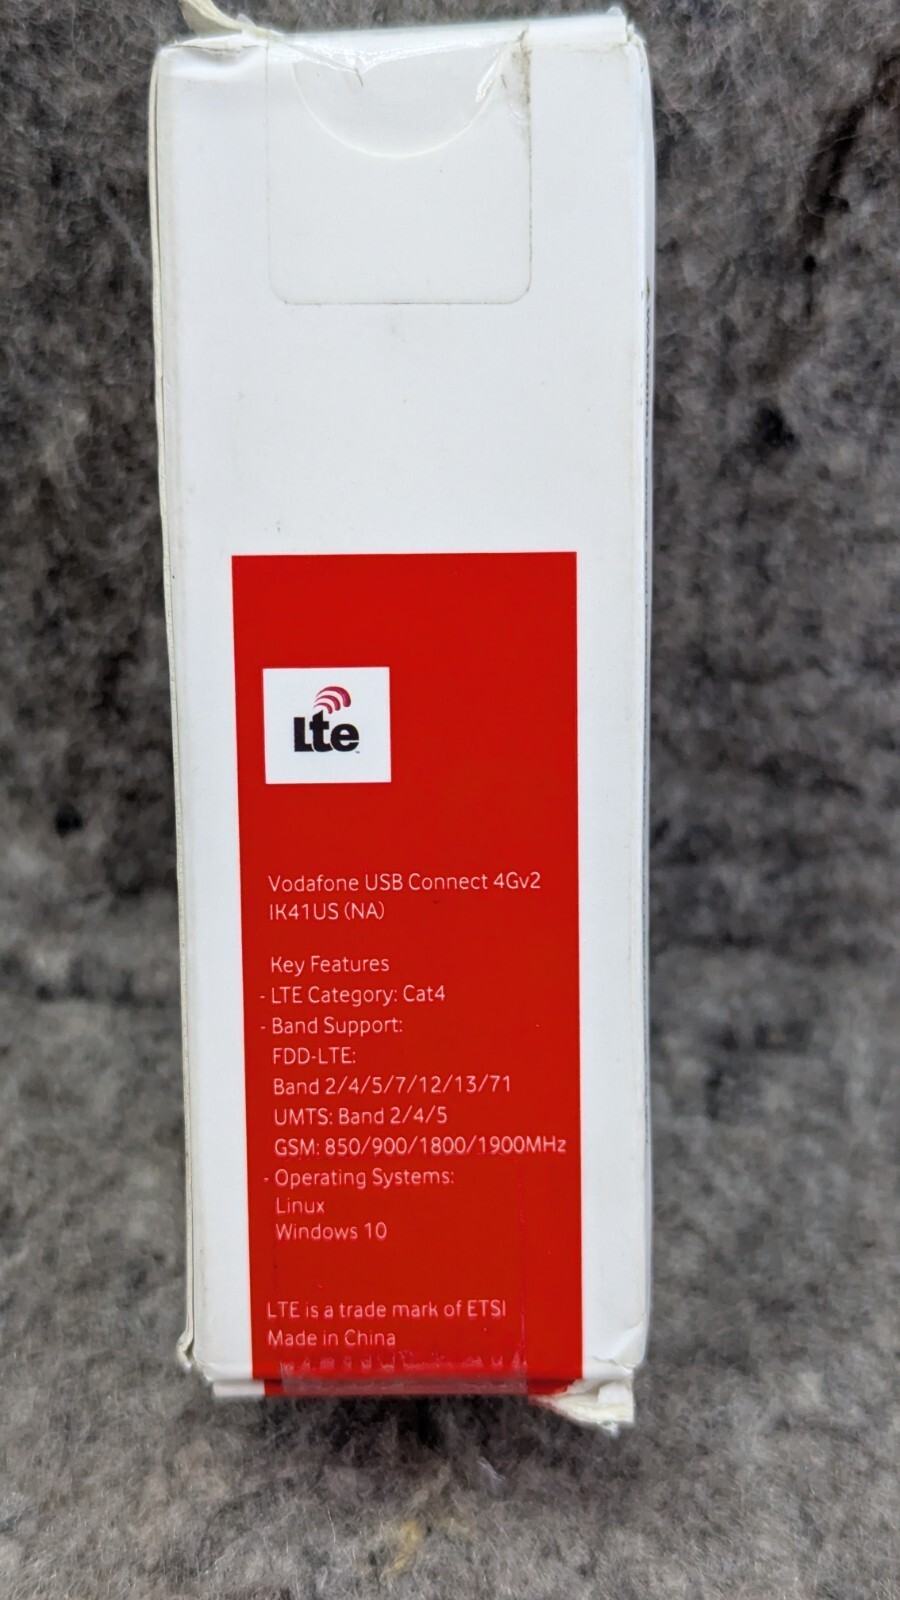 Lte
Vodafone USB Connect 4Gv2
IK41US (NA)
Key Features
- LTE Category: Cat4
- Band Support:
FDD-LTE:
Band 2/4/5/7/12/13/71
UMTS: Band 2/4/5
GSM: 850/900/1800/1900MHz
- Operating Systems:
Linux
Windows 10
LTE is a trade mark of ETSI
Made in China